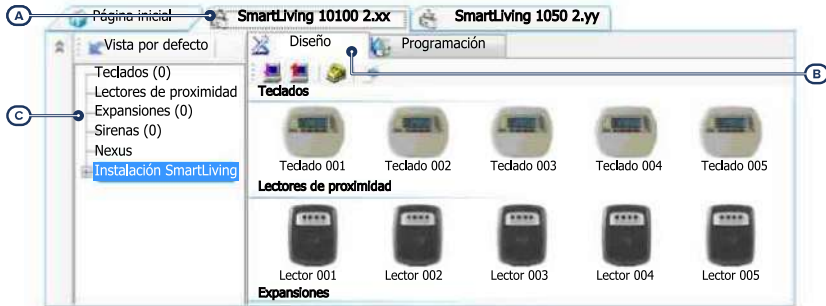 A
Página inicial
SmartLiving 10100 2.xx
SmartLiving 1050 2.yy
Vista por defecto
Diseño
Programación
B
C
Teclados (0)
Lectores de proximidad
Expansiones (0)
Sirenas (0)
Nexus
Instalación SmartLiving
Teclados
Teclado 001
Teclado 002
Teclado 003
Teclado 004
Teclado 005
Lectores de proximidad
Lector 001
Lector 002
Lector 003
Lector 004
Lector 005
Expansiones